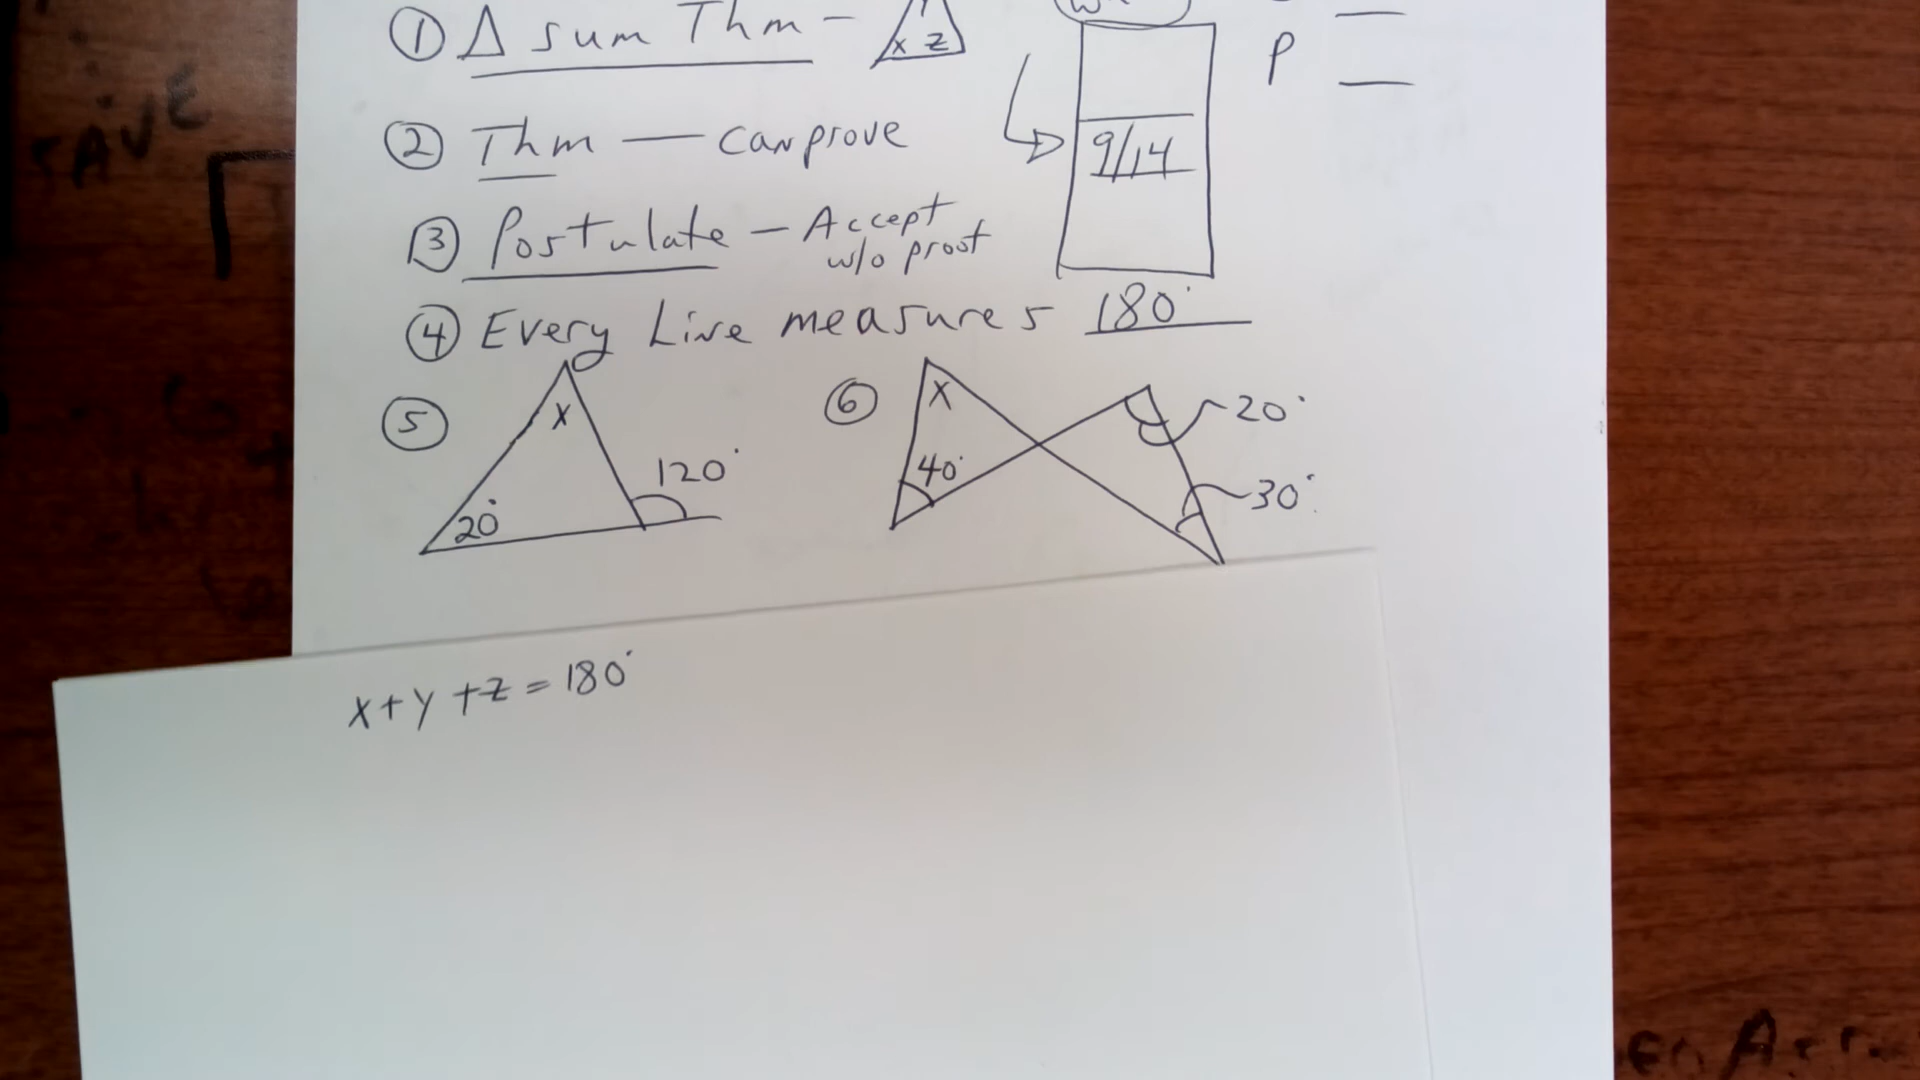 ① Δ sum Thm – x z
P
② Thm — can prove
9/14
③ Postulate – Accept
w/o proof
④ Every Line measures 180°
⑤ x 20° 120°
⑥ x 40° 20° 30°
x + y + z = 180°
SAVE